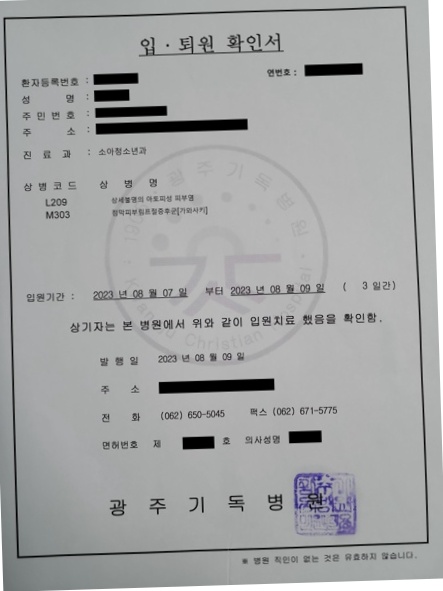 입 · 퇴원 확인서
환자등록번호 :
연번호 :
성 명 :
주 민 번 호 :
주 소 :
진 료 과 : 소아청소년과
상 병 코 드 상 병 명
L209 상세불명의 아토피성 피부염
M303 점막피부림프절증후군[가와사키]
입원기간 : 2023 년 08 월 07 일 부터 2023 년 08 월 09 일 ( 3 일간)
상기자는 본 병원에서 위와 같이 입원치료 했음을 확인함.
발 행 일 2023 년 08 월 09 일
주 소
전 화 (062) 650-5045 팩스 (062) 671-5775
면허번호 제 호 의사성명
광 주 기 독 병 원
※ 병원 직인이 없는 것은 유효하지 않습니다.